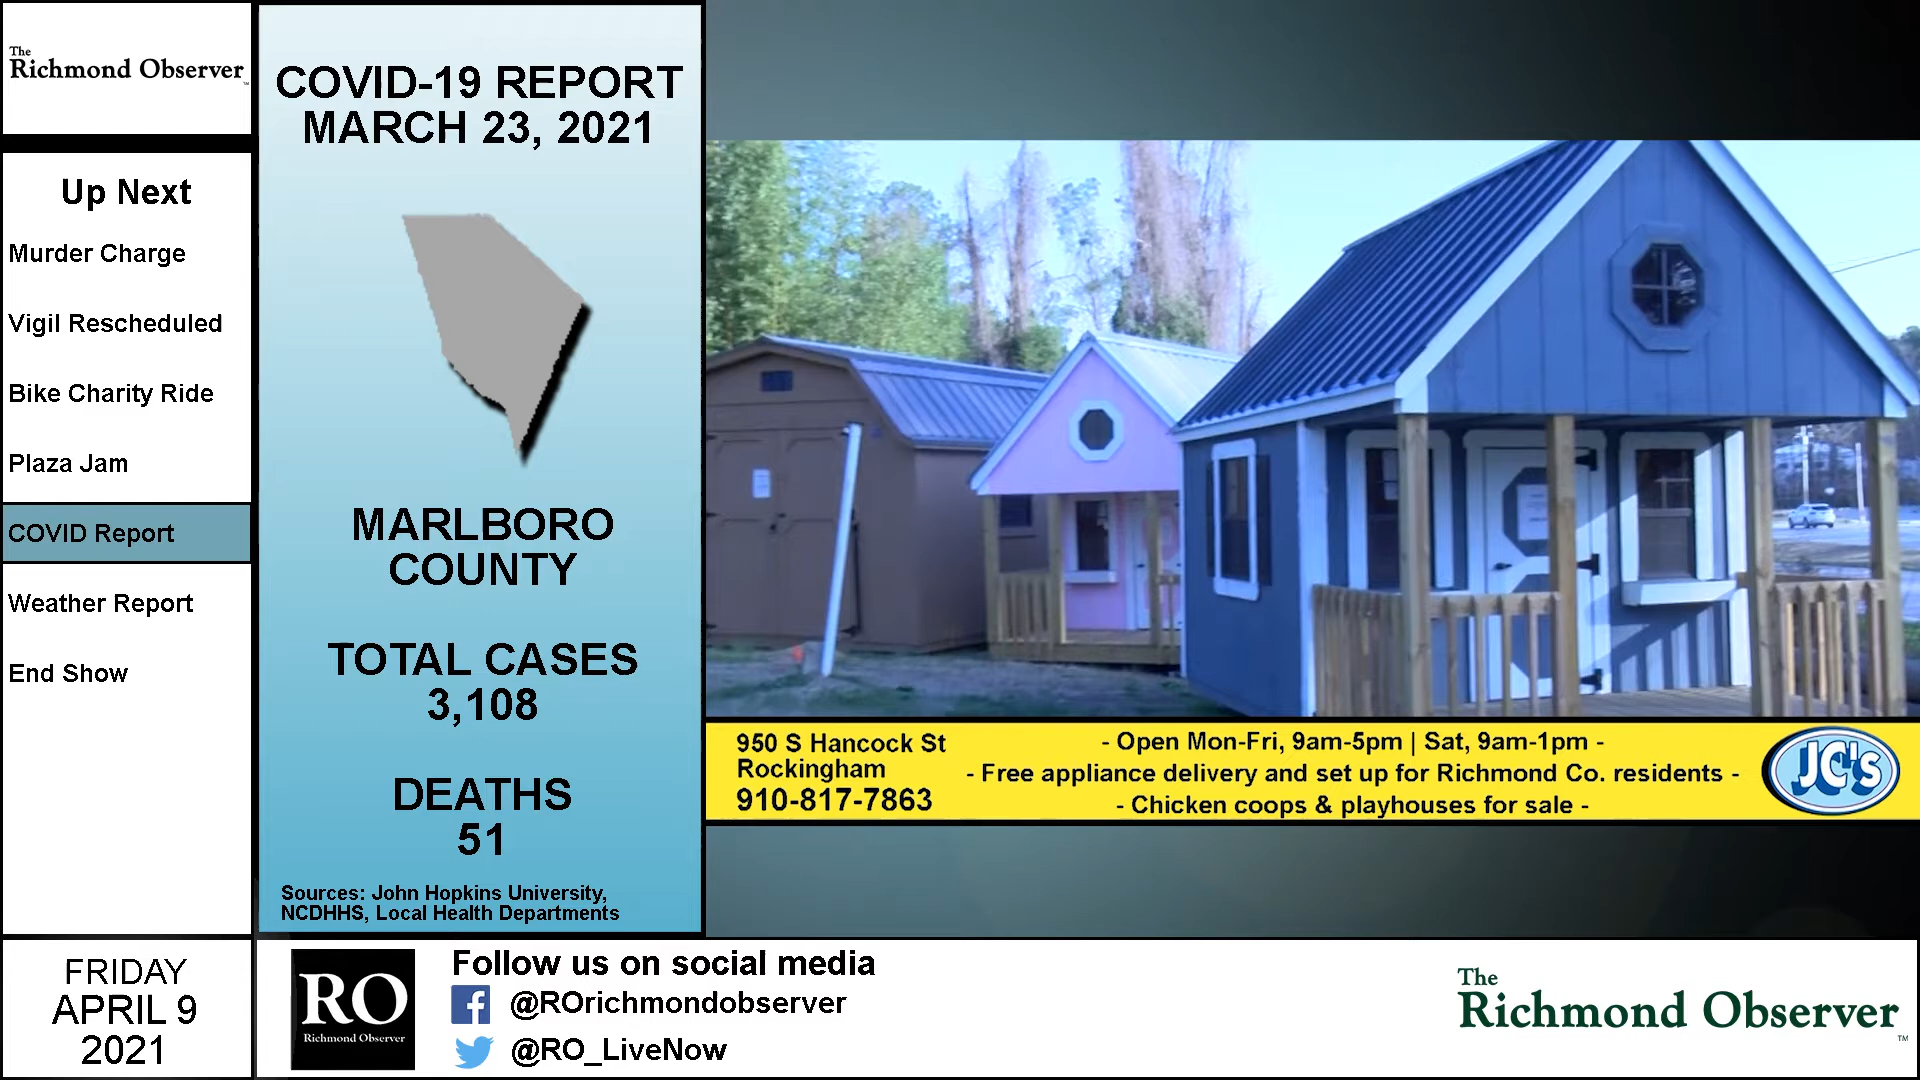 The
Richmond Observer
Up Next
Murder Charge
Vigil Rescheduled
Bike Charity Ride
Plaza Jam
COVID Report
Weather Report
End Show
FRIDAY
APRIL 9
2021
COVID-19 REPORT
MARCH 23, 2021
MARLBORO
COUNTY
TOTAL CASES
3,108
DEATHS
51
Sources: John Hopkins University,
NCDHHS, Local Health Departments
950 S Hancock St
Rockingham
910-817-7863
- Open Mon-Fri, 9am-5pm | Sat, 9am-1pm -
- Free appliance delivery and set up for Richmond Co. residents -
- Chicken coops & playhouses for sale -
JC's
RO
Richmond Observer
Follow us on social media
@ROrichmondobserver
@RO_LiveNow
The
Richmond Observer
TM